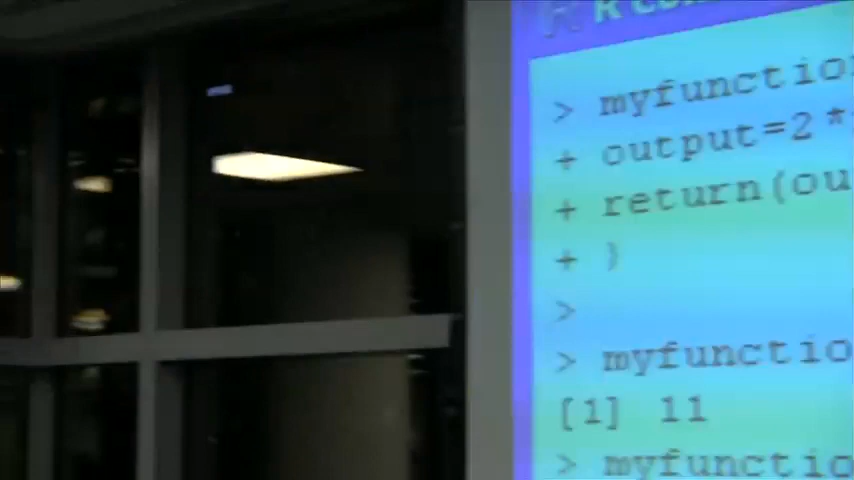 > myfunctio
+ output=2*
+ return(ou
+ }
>
> myfunctio
[1] 11
> myfunctio